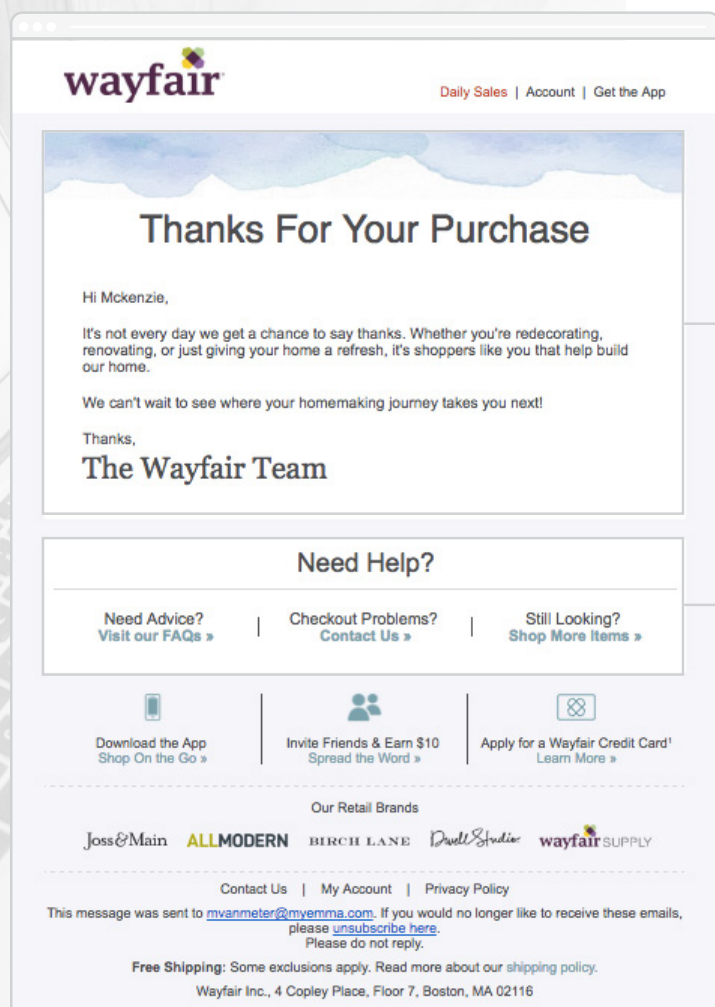 wayfair
Daily Sales | Account | Get the App
Thanks For Your Purchase
Hi Mckenzie,
It's not every day we get a chance to say thanks. Whether you're redecorating,
renovating, or just giving your home a refresh, it's shoppers like you that help build
our home.
We can't wait to see where your homemaking journey takes you next!
Thanks,
The Wayfair Team
Need Help?
Need Advice? | Checkout Problems? | Still Looking?
Visit our FAQs » Contact Us » Shop More Items »
Download the App Invite Friends & Earn $10 Apply for a Wayfair Credit Card¹
Shop On the Go » Spread the Word » Learn More »
Our Retail Brands
Joss&Main ALLMODERN BIRCH LANE DwellStudio wayfair SUPPLY
Contact Us | My Account | Privacy Policy
This message was sent to mvanmeter@myemma.com. If you would no longer like to receive these emails,
please unsubscribe here.
Please do not reply.
Free Shipping: Some exclusions apply. Read more about our shipping policy.
Wayfair Inc., 4 Copley Place, Floor 7, Boston, MA 02116